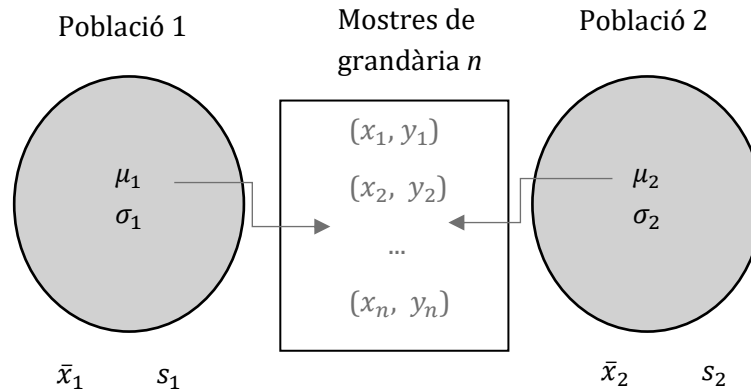 Població 1
Mostres de
grandària n
Població 2
(x₁, y₁)
μ₁
(x₂, y₂)
μ₂
σ₁
σ₂
...
(xₙ, yₙ)
x̄₁ s₁
x̄₂ s₂